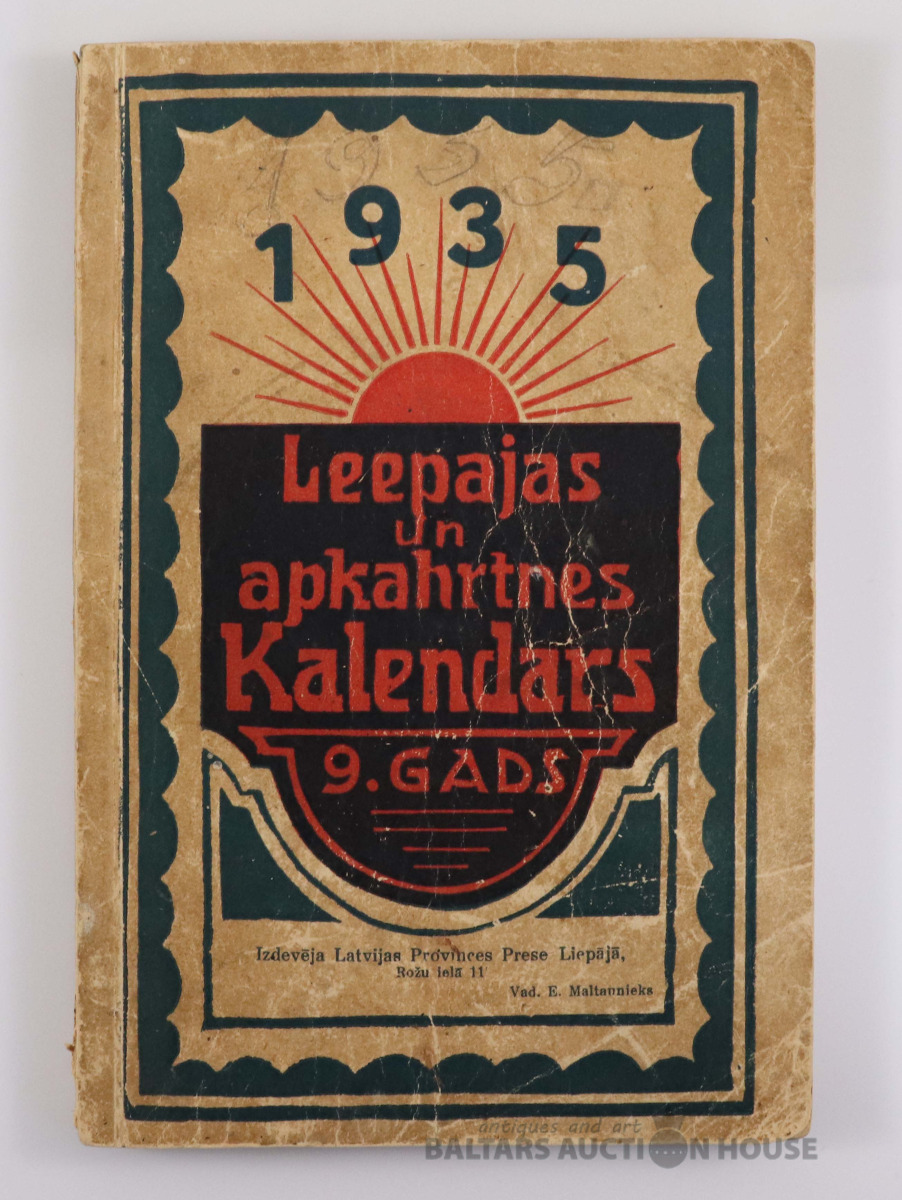 1935
1935
Leepajas
un
apkahrtnes
Kalendars
9. GADS
Izdevēja Latvijas Provinces Prese Liepājā,
Rožu ielā 11
Vad. E. Maltaunieks
antiques and art
BALTARS AUCTION HOUSE